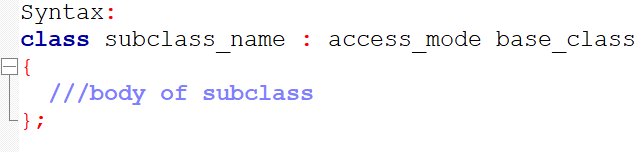 Syntax:
class subclass_name : access_mode base_class
{
///body of subclass
};